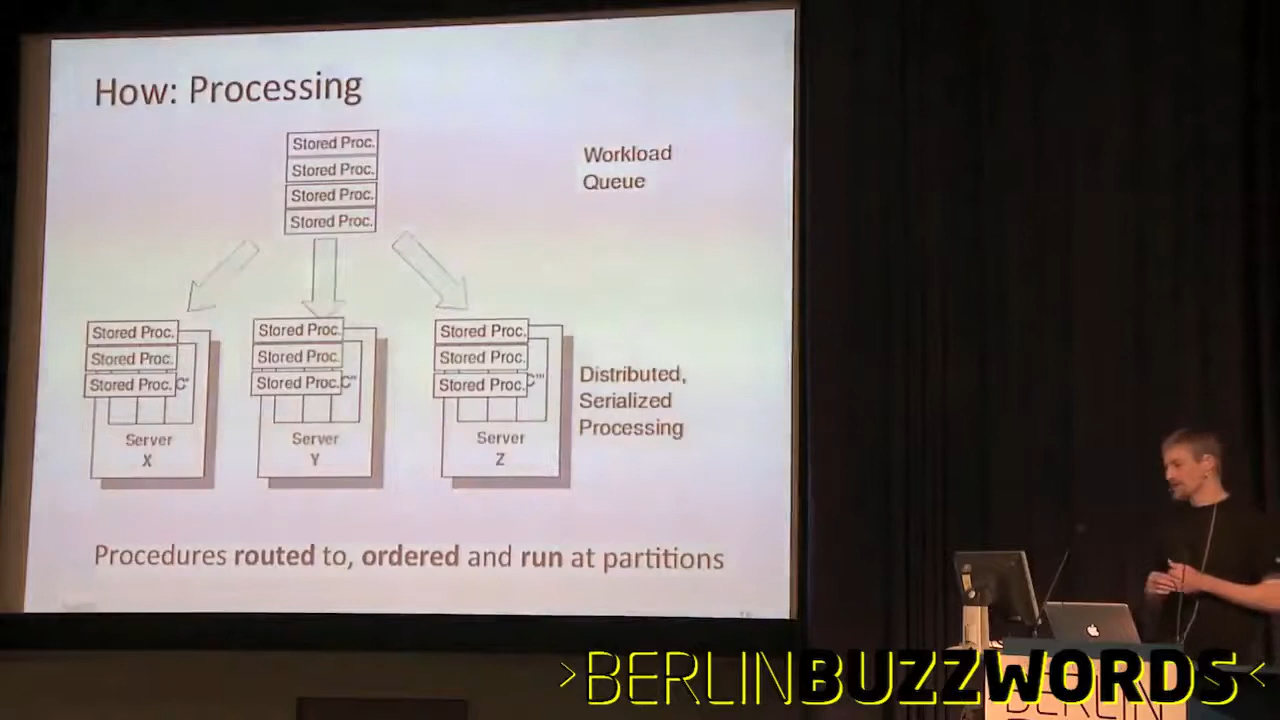 How: Processing
Stored Proc.
Stored Proc.
Stored Proc.
Stored Proc.
Workload
Queue
Stored Proc.
Stored Proc.
Stored Proc.
C'
Server
X
Stored Proc.
Stored Proc.
Stored Proc.
C''
Server
Y
Stored Proc.
Stored Proc.
Stored Proc.
C'''
Server
Z
Distributed,
Serialized
Processing
Procedures routed to, ordered and run at partitions
>BERLINBUZZWORDS<
BERLIN